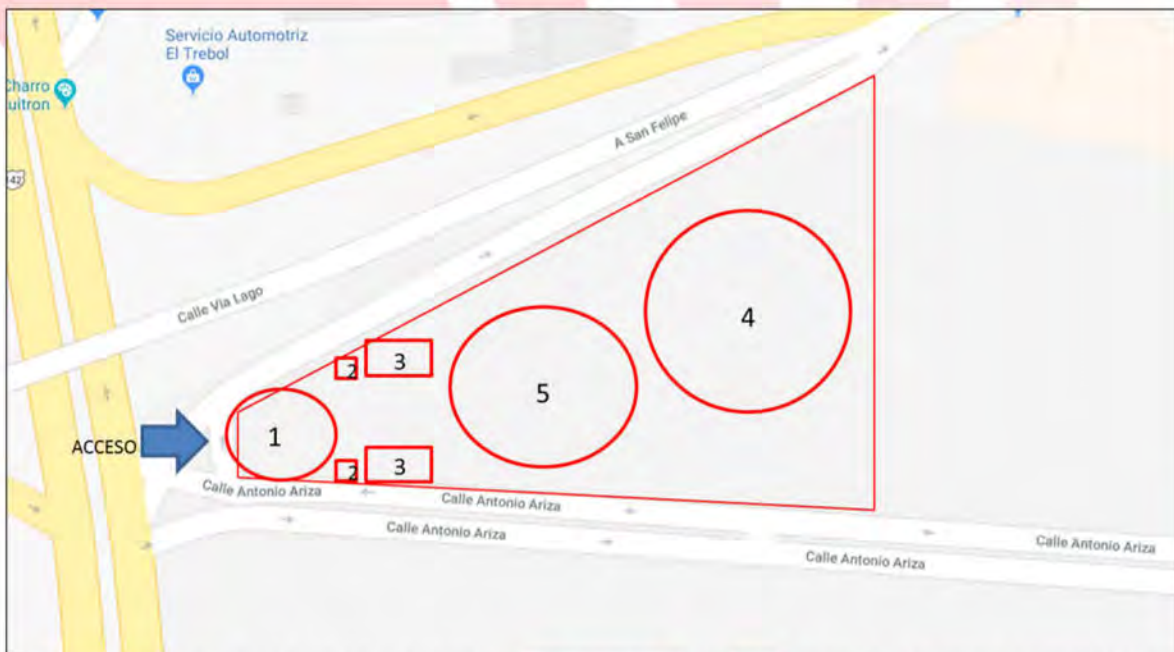 Servicio Automotriz
El Trebol
Charro
uitron
A San Felipe
142
Calle Via Lago
4
3
2
5
1
ACCESO
3
2
Calle Antonio Ariza
Calle Antonio Ariza
Calle Antonio Ariza
Calle Antonio Ariza
Calle Antonio Ariza